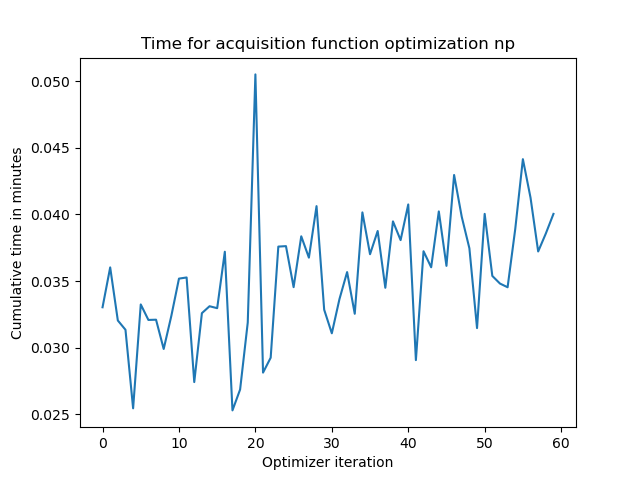 Time for acquisition function optimization np
0.050
0.045
0.040
0.035
0.030
0.025
Cumulative time in minutes
0 10 20 30 40 50 60
Optimizer iteration